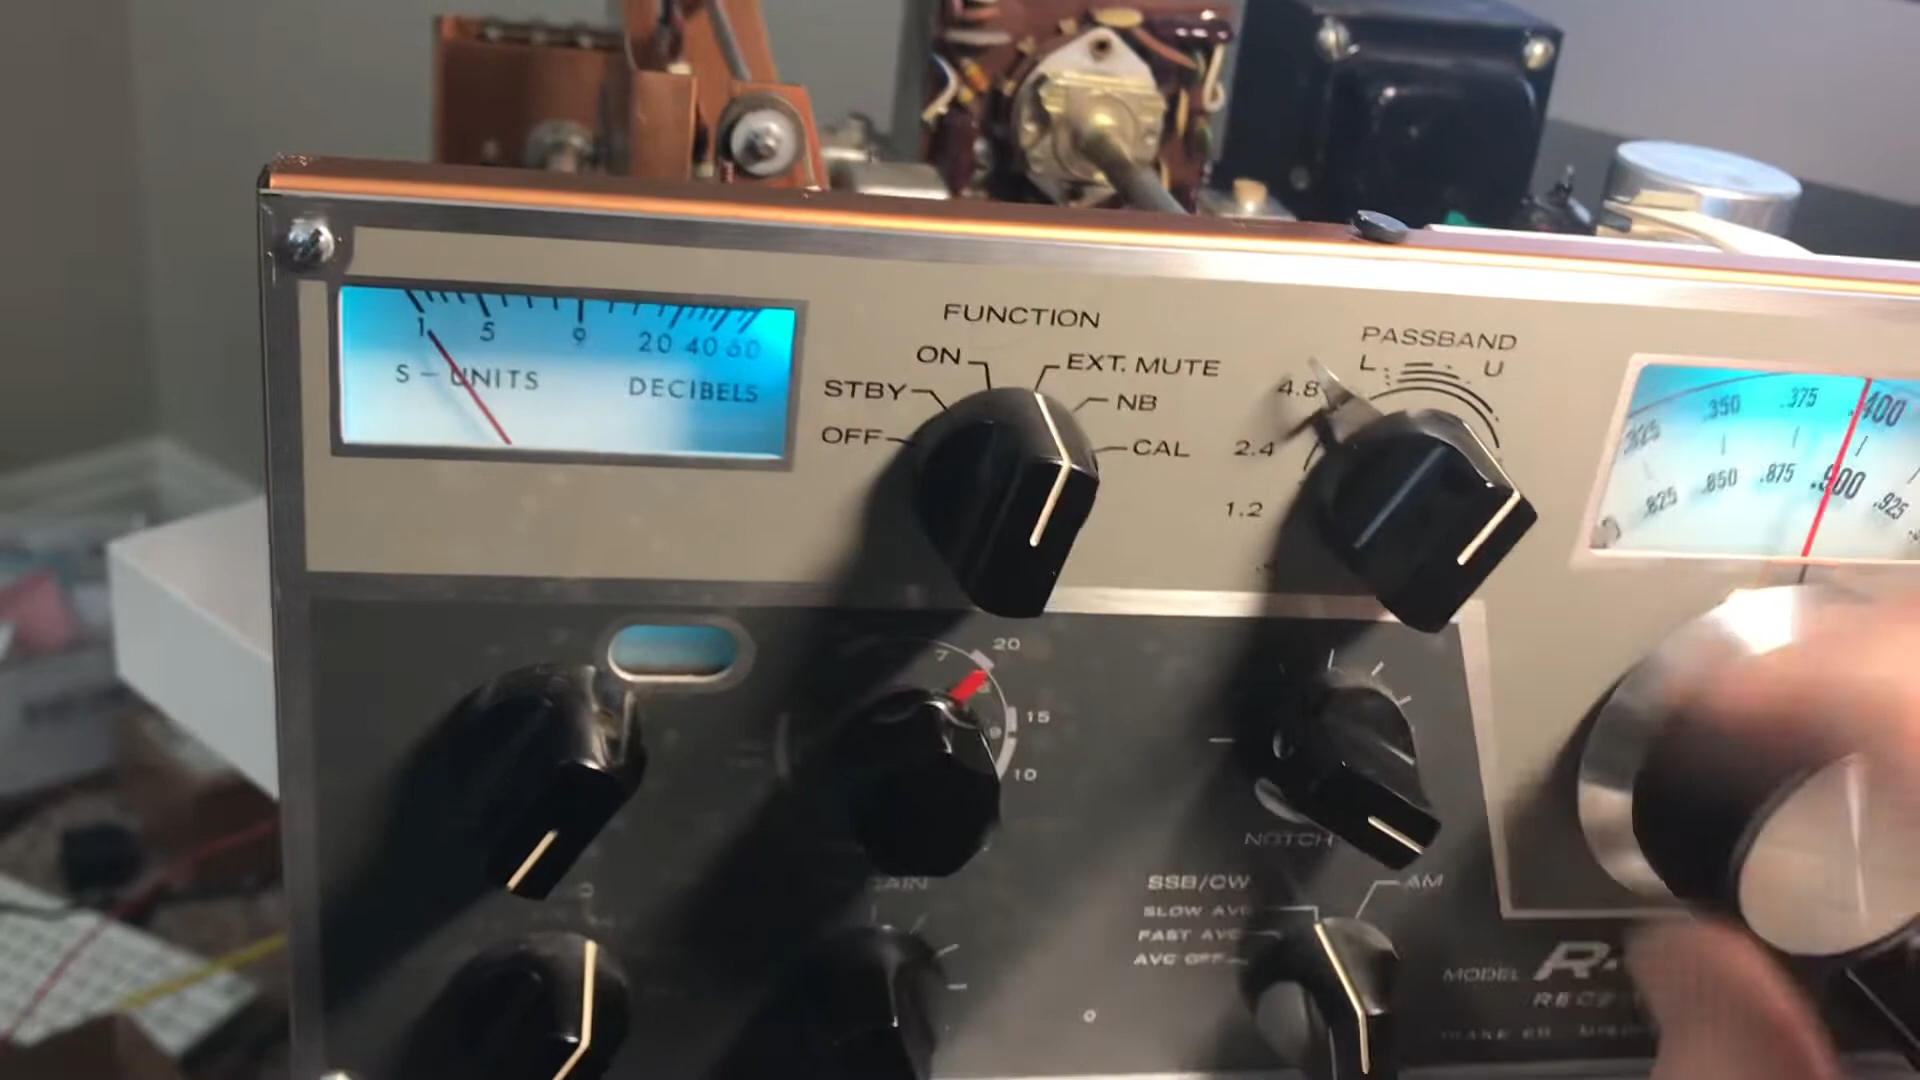 1 5 9 20 40 60
S - UNITS DECIBELS
FUNCTION
ON
EXT. MUTE
STBY
NB
OFF
CAL
PASSBAND
L U
4.8
2.4
1.2
.350 .375 .400
.825 .850 .875 .900 .925
7 20
15
10
NOTCH
SSB/CW
AM
SLOW AVC
FAST AVC
AVC OFF
MODEL R-